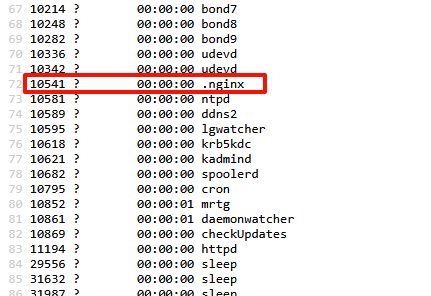 67 10214 ? 00:00:00 bond7
68 10248 ? 00:00:00 bond8
69 10282 ? 00:00:00 bond9
70 10336 ? 00:00:00 udevd
71 10342 ? 00:00:00 udevd
72 10541 ? 00:00:00 .nginx
73 10581 ? 00:00:00 ntpd
74 10589 ? 00:00:00 ddns2
75 10595 ? 00:00:00 lgwatcher
76 10618 ? 00:00:00 krb5kdc
77 10621 ? 00:00:00 kadmind
78 10682 ? 00:00:00 spoolerd
79 10795 ? 00:00:00 cron
80 10852 ? 00:00:01 mrtg
81 10861 ? 00:00:01 daemonwatcher
82 10869 ? 00:00:00 checkUpdates
83 11194 ? 00:00:00 httpd
84 29556 ? 00:00:00 sleep
85 31632 ? 00:00:00 sleep
86 31987 ? 00:00:00 sleep